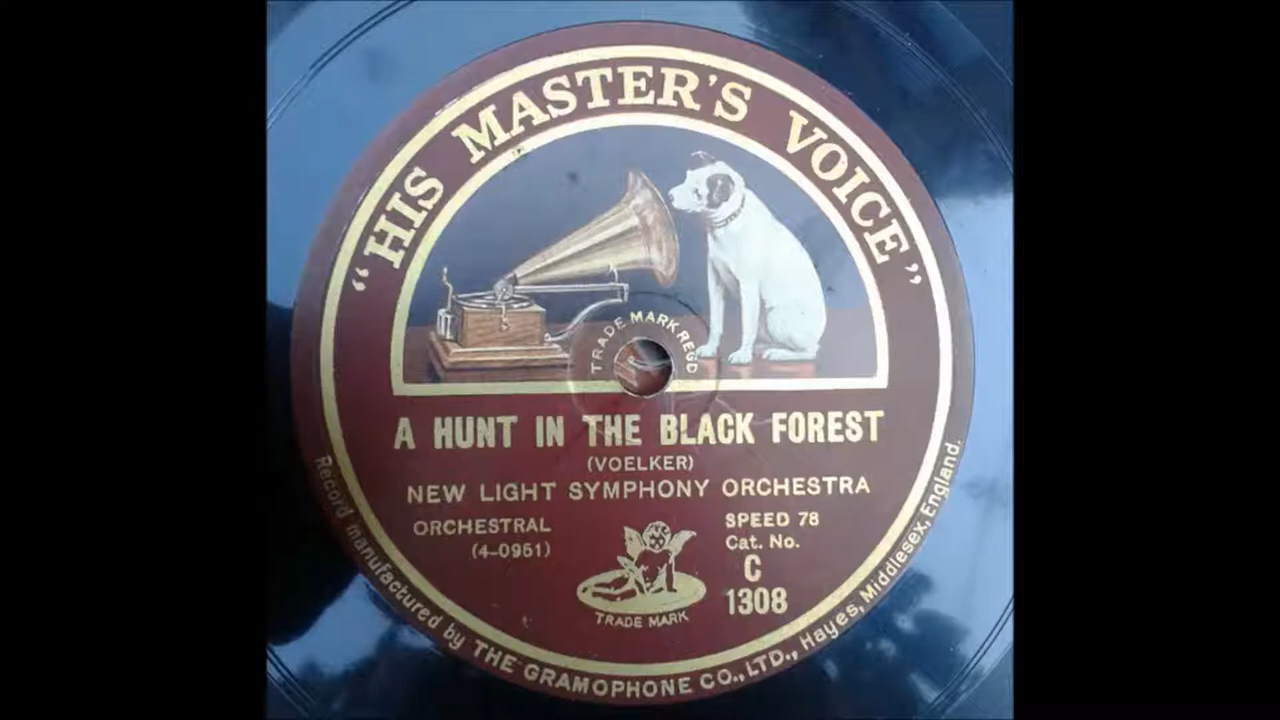 "HIS MASTER'S VOICE"
TRADE MARK REGD
A HUNT IN THE BLACK FOREST
(VOELKER)
NEW LIGHT SYMPHONY ORCHESTRA
ORCHESTRAL
(4-0951)
SPEED 78
Cat. No.
C
1308
TRADE MARK
Record manufactured by THE GRAMOPHONE CO., LTD., Hayes, Middlesex, England.